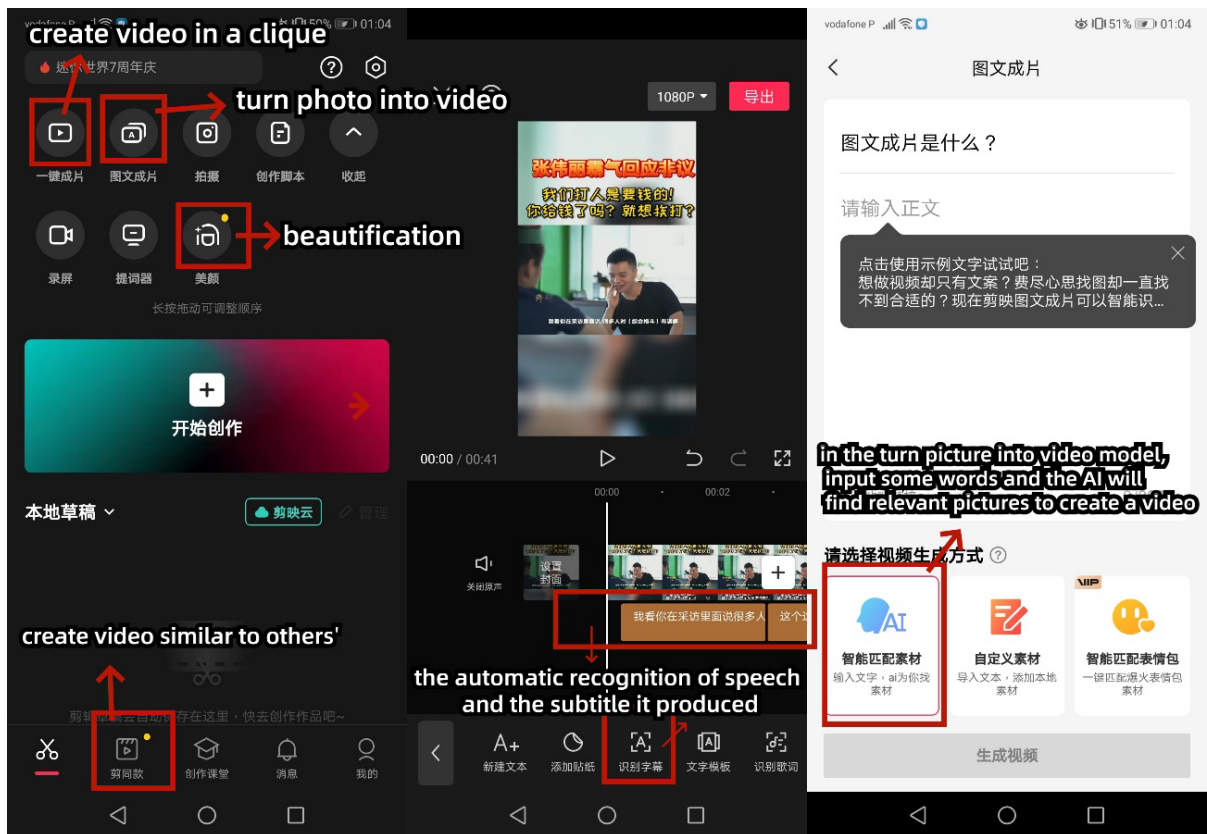 vodafone P
50%
01:04
create video in a clique
迷你世界7周年庆
turn photo into video
一键成片
图文成片
拍摄
创作脚本
收起
beautification
录屏
提词器
美颜
长按拖动可调整顺序
开始创作
本地草稿
剪映云
管理
create video similar to others'
剪辑草稿会自动保存在这里，快去创作作品吧~
剪同款
创作课堂
消息
我的
1080P
导出
张伟丽霸气回应非议
我们打人是要钱的!
你给钱了吗？就想挨打?
00:00 / 00:41
00:00
00:02
关闭原声
设置
封面
我看你在采访里面说很多人
这个
the automatic recognition of speech
and the subtitle it produced
A+
新建文本
添加贴纸
识别字幕
文字模板
识别歌词
vodafone P
51%
01:04
图文成片
图文成片是什么？
请输入正文
点击使用示例文字试试吧：
想做视频却只有文案？费尽心思找图却一直找
不到合适的？现在剪映图文成片可以智能识...
in the turn picture into video model,
input some words and the AI will
find relevant pictures to create a video
请选择视频生成方式
VIP
AI
智能匹配素材
输入文字，ai为你找
素材
自定义素材
导入文本，添加本地
素材
智能匹配表情包
一键匹配爆火表情包
素材
生成视频